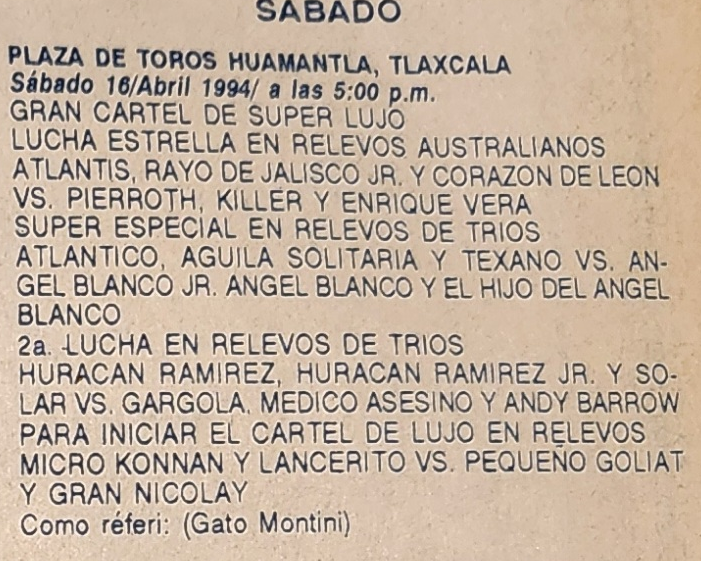 SABADO
PLAZA DE TOROS HUAMANTLA, TLAXCALA
Sábado 16/Abril 1994/ a las 5:00 p.m.
GRAN CARTEL DE SUPER LUJO
LUCHA ESTRELLA EN RELEVOS AUSTRALIANOS
ATLANTIS, RAYO DE JALISCO JR. Y CORAZON DE LEON
VS. PIERROTH, KILLER Y ENRIQUE VERA
SUPER ESPECIAL EN RELEVOS DE TRIOS
ATLANTICO, AGUILA SOLITARIA Y TEXANO VS. AN-
GEL BLANCO JR. ANGEL BLANCO Y EL HIJO DEL ANGEL
BLANCO
2a. LUCHA EN RELEVOS DE TRIOS
HURACAN RAMIREZ, HURACAN RAMIREZ JR. Y SO-
LAR VS. GARGOLA, MEDICO ASESINO Y ANDY BARROW
PARA INICIAR EL CARTEL DE LUJO EN RELEVOS
MICRO KONNAN Y LANCERITO VS. PEQUEÑO GOLIAT
Y GRAN NICOLAY
Como réferi: (Gato Montini)